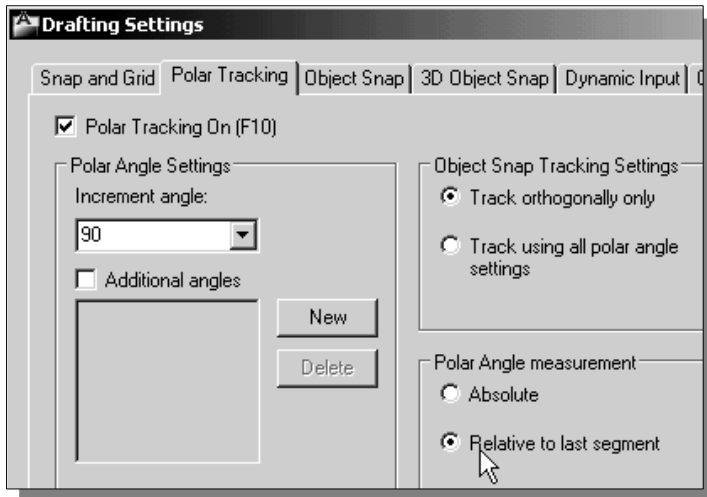 Drafting Settings
Snap and Grid Polar Tracking Object Snap 3D Object Snap Dynamic Input
Polar Tracking On (F10)
Polar Angle Settings
Increment angle:
90
Additional angles
New
Delete
Object Snap Tracking Settings
Track orthogonally only
Track using all polar angle
settings
Polar Angle measurement
Absolute
Relative to last segment